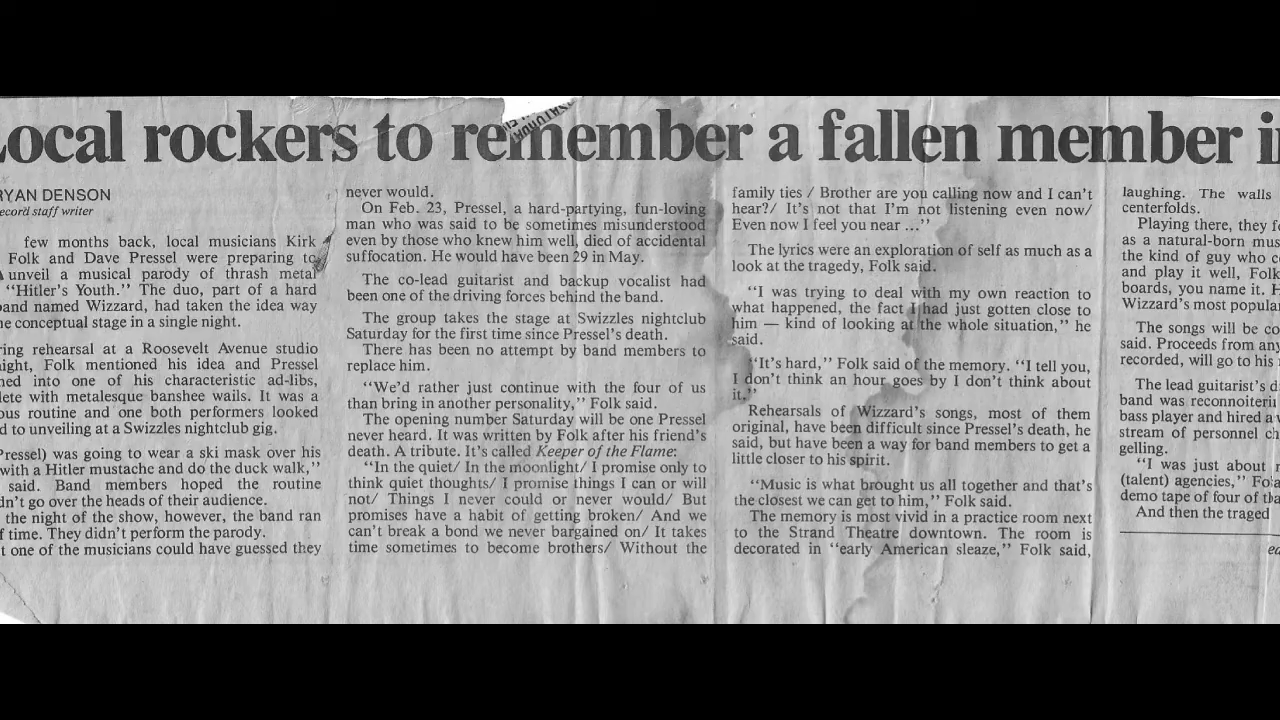 Local rockers to remember a fallen member i
RYAN DENSON
ecord staff writer
few months back, local musicians Kirk
Folk and Dave Pressel were preparing to
unveil a musical parody of thrash metal
“Hitler's Youth.” The duo, part of a hard
band named Wizzard, had taken the idea way
he conceptual stage in a single night.
ring rehearsal at a Roosevelt Avenue studio
ight, Folk mentioned his idea and Pressel
ned into one of his characteristic ad-libs,
lete with metalesque banshee wails. It was a
ous routine and one both performers looked
d to unveiling at a Swizzles nightclub gig.
Pressel) was going to wear a ski mask over his
with a Hitler mustache and do the duck walk,”
said. Band members hoped the routine
dn't go over the heads of their audience.
the night of the show, however, the band ran
f time. They didn't perform the parody.
t one of the musicians could have guessed they
never would.
On Feb. 23, Pressel, a hard-partying, fun-loving
man who was said to be sometimes misunderstood
even by those who knew him well, died of accidental
suffocation. He would have been 29 in May.
The co-lead guitarist and backup vocalist had
been one of the driving forces behind the band.
The group takes the stage at Swizzles nightclub
Saturday for the first time since Pressel's death.
There has been no attempt by band members to
replace him.
“We'd rather just continue with the four of us
than bring in another personality,” Folk said.
The opening number Saturday will be one Pressel
never heard. It was written by Folk after his friend's
death. A tribute. It's called Keeper of the Flame:
“In the quiet/ In the moonlight/ I promise only to
think quiet thoughts/ I promise things I can or will
not/ Things I never could or never would/ But
promises have a habit of getting broken/ And we
can't break a bond we never bargained on/ It takes
time sometimes to become brothers/ Without the
family ties / Brother are you calling now and I can't
hear?/ It's not that I'm not listening even now/
Even now I feel you near ...”
The lyrics were an exploration of self as much as a
look at the tragedy, Folk said.
“I was trying to deal with my own reaction to
what happened, the fact I had just gotten close to
him — kind of looking at the whole situation,” he
said.
“It's hard,” Folk said of the memory. “I tell you,
I don't think an hour goes by I don't think about
it.”
Rehearsals of Wizzard's songs, most of them
original, have been difficult since Pressel's death, he
said, but have been a way for band members to get a
little closer to his spirit.
“Music is what brought us all together and that's
the closest we can get to him,” Folk said.
The memory is most vivid in a practice room next
to the Strand Theatre downtown. The room is
decorated in “early American sleaze,” Folk said,
laughing. The walls
centerfolds.
Playing there, they f
as a natural-born mus
the kind of guy who c
and play it well, Folk
boards, you name it. H
Wizzard's most popula
The songs will be co
said. Proceeds from any
recorded, will go to his
The lead guitarist's d
band was reconnoiteri
bass player and hired a
stream of personnel ch
gelling.
“I was just about
(talent) agencies,” Fol
demo tape of four of tha
And then the traged